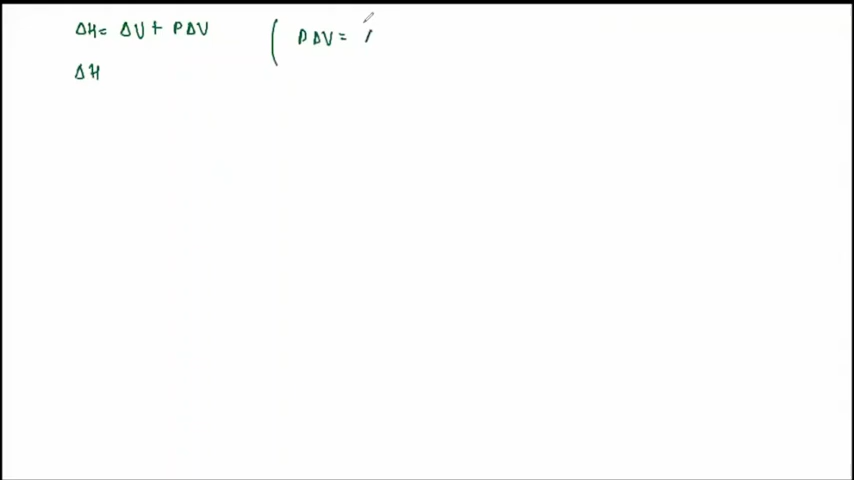 ΔH= ΔU + PΔV ( PΔV =
ΔH